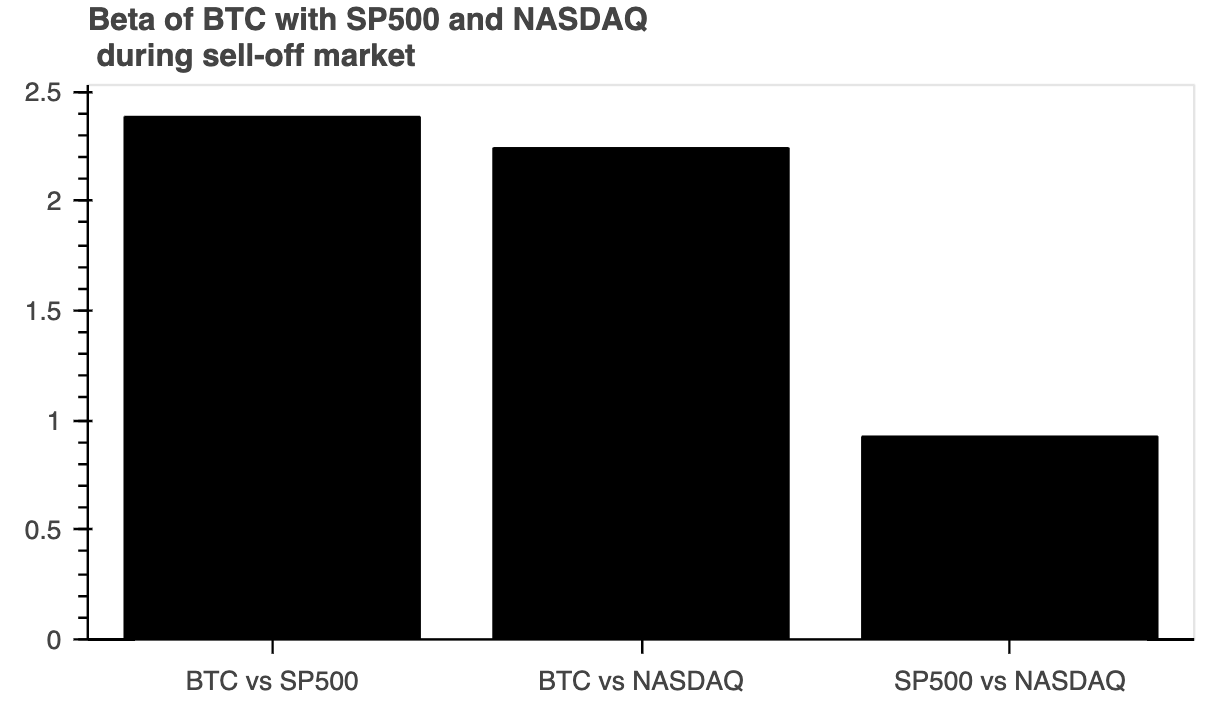 Beta of BTC with SP500 and NASDAQ
during sell-off market
2.5
2
1.5
1
0.5
0
BTC vs SP500
BTC vs NASDAQ
SP500 vs NASDAQ